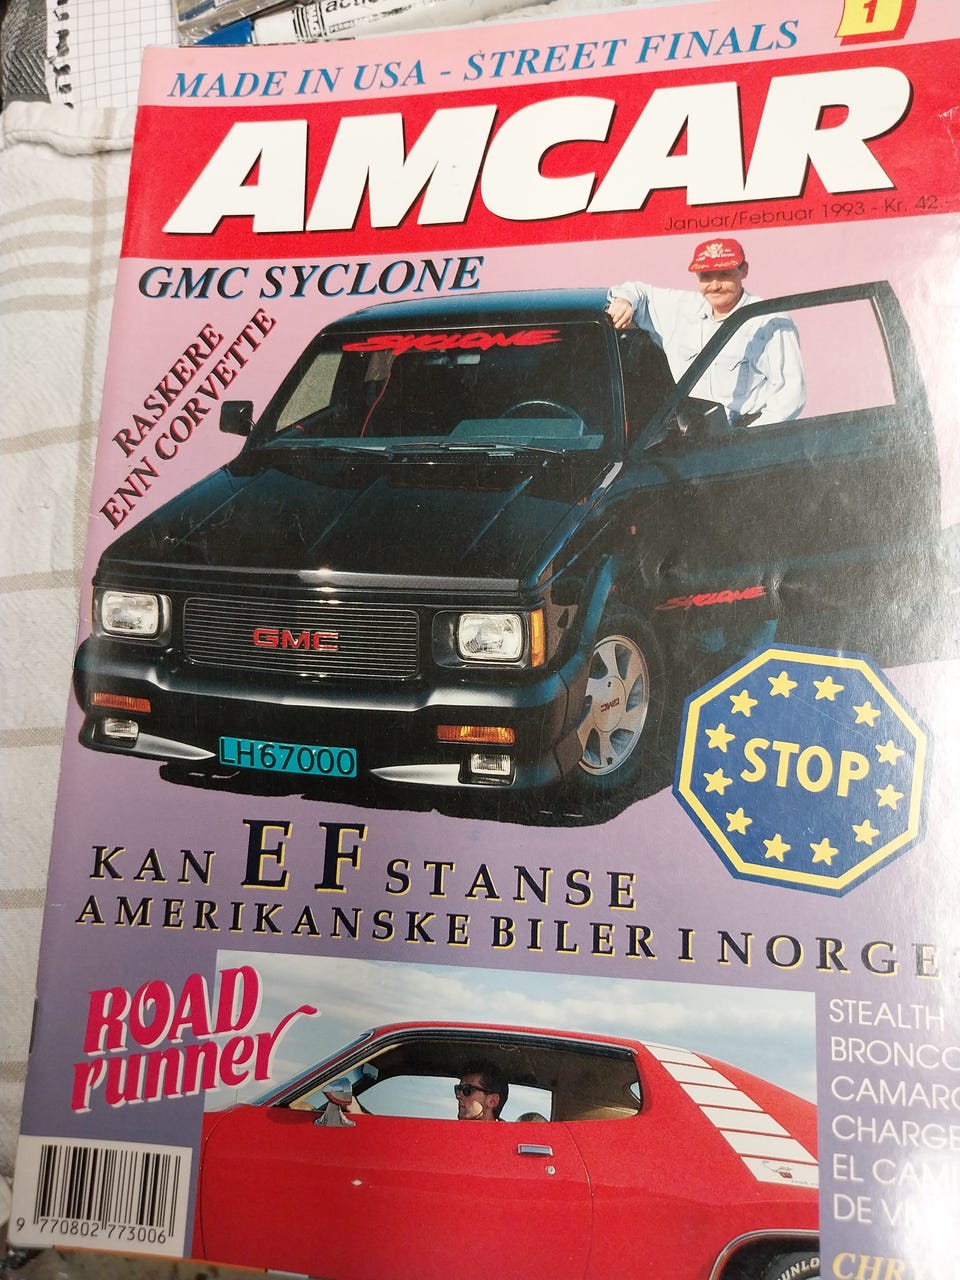 1
MADE IN USA - STREET FINALS
AMCAR
Januar/Februar 1993 - Kr. 42.-
GMC SYCLONE
RASKERE
ENN CORVETTE
SYCLONE
SYCLONE
GMC
GMC
LH67000
STOP
KAN EF STANSE
AMERIKANSKE BILER I NORGE
ROAD
runner
STEALTH
BRONCO
CAMARO
CHARGE
EL CAM
DE V
CHRY
9 770802 773006